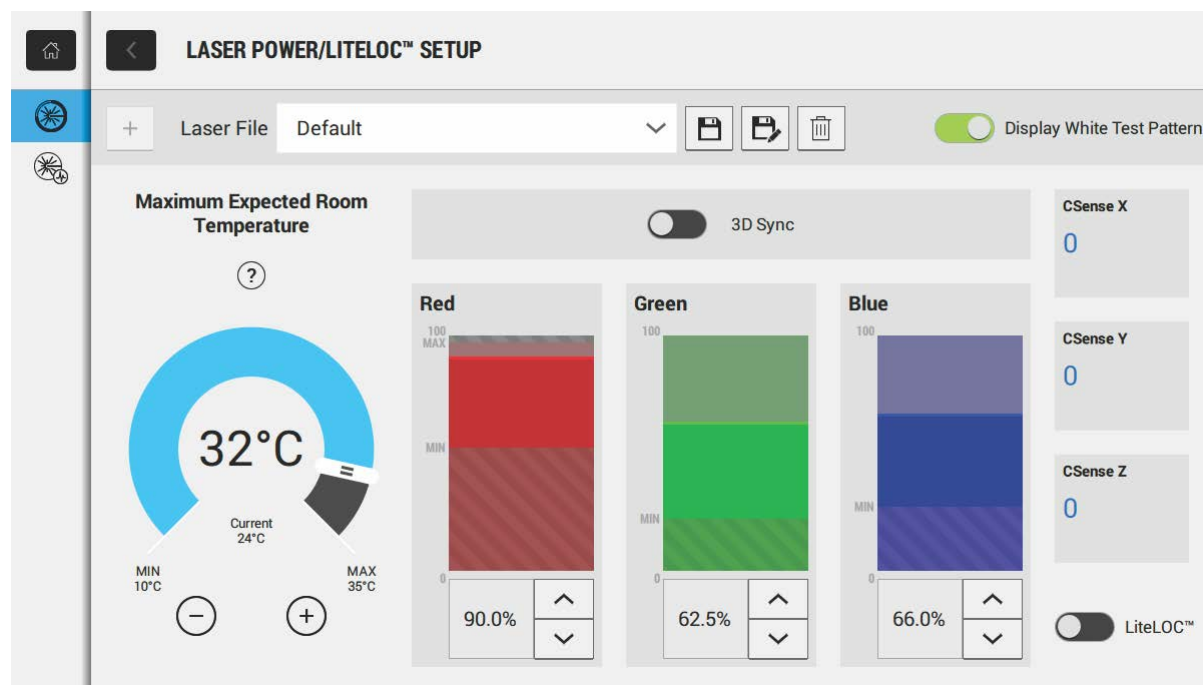 LASER POWER/LITELOC™ SETUP
Laser File Default
Display White Test Pattern
Maximum Expected Room
Temperature
?
32°C
Current
24°C
MIN
10°C
MAX
35°C
3D Sync
Red
100
MAX
MIN
0
90.0%
Green
100
MIN
0
62.5%
Blue
100
MIN
0
66.0%
CSense X
0
CSense Y
0
CSense Z
0
LiteLOC™